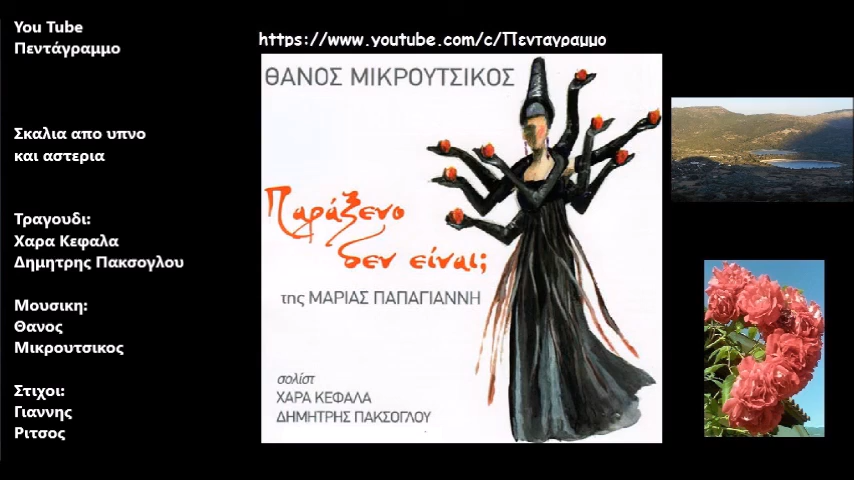 You Tube
Πεντάγραμμο
Σκαλια απο υπνο
και αστερια
Τραγουδι:
Χαρα Κεφαλα
Δημητρης Πακσογλου
Μουσικη:
Θανος
Μικρουτσικος
Στιχοι:
Γιαννης
Ριτσος
https://www.youtube.com/c/Πενταγραμμο
ΘΑΝΟΣ ΜΙΚΡΟΥΤΣΙΚΟΣ
Παράξενο
δεν είναι;
της ΜΑΡΙΑΣ ΠΑΠΑΓΙΑΝΝΗ
σολίστ
ΧΑΡΑ ΚΕΦΑΛΑ
ΔΗΜΗΤΡΗΣ ΠΑΚΣΟΓΛΟΥ